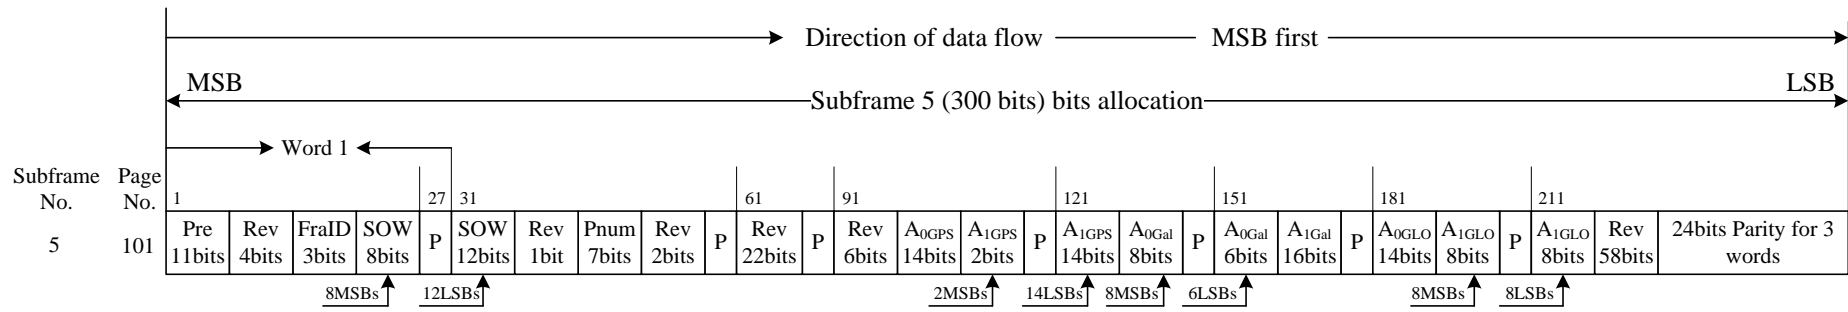 Direction of data flow MSB first
MSB LSB
Subframe 5 (300 bits) bits allocation
Word 1
Subframe Page
No. No.
1 27 31 61 91 121 151 181 211
Pre Rev FraID SOW P SOW Rev Pnum Rev P Rev P Rev A0GPS A1GPS P A1GPS A0Gal P A0Gal A1Gal P A0GLO A1GLO P A1GLO Rev 24bits Parity for 3
5 101 11bits 4bits 3bits 8bits 12bits 1bit 7bits 2bits 22bits 6bits 14bits 2bits 14bits 8bits 6bits 16bits 14bits 8bits 8bits 58bits words
8MSBs 12LSBs 2MSBs 14LSBs 8MSBs 6LSBs 8MSBs 8LSBs